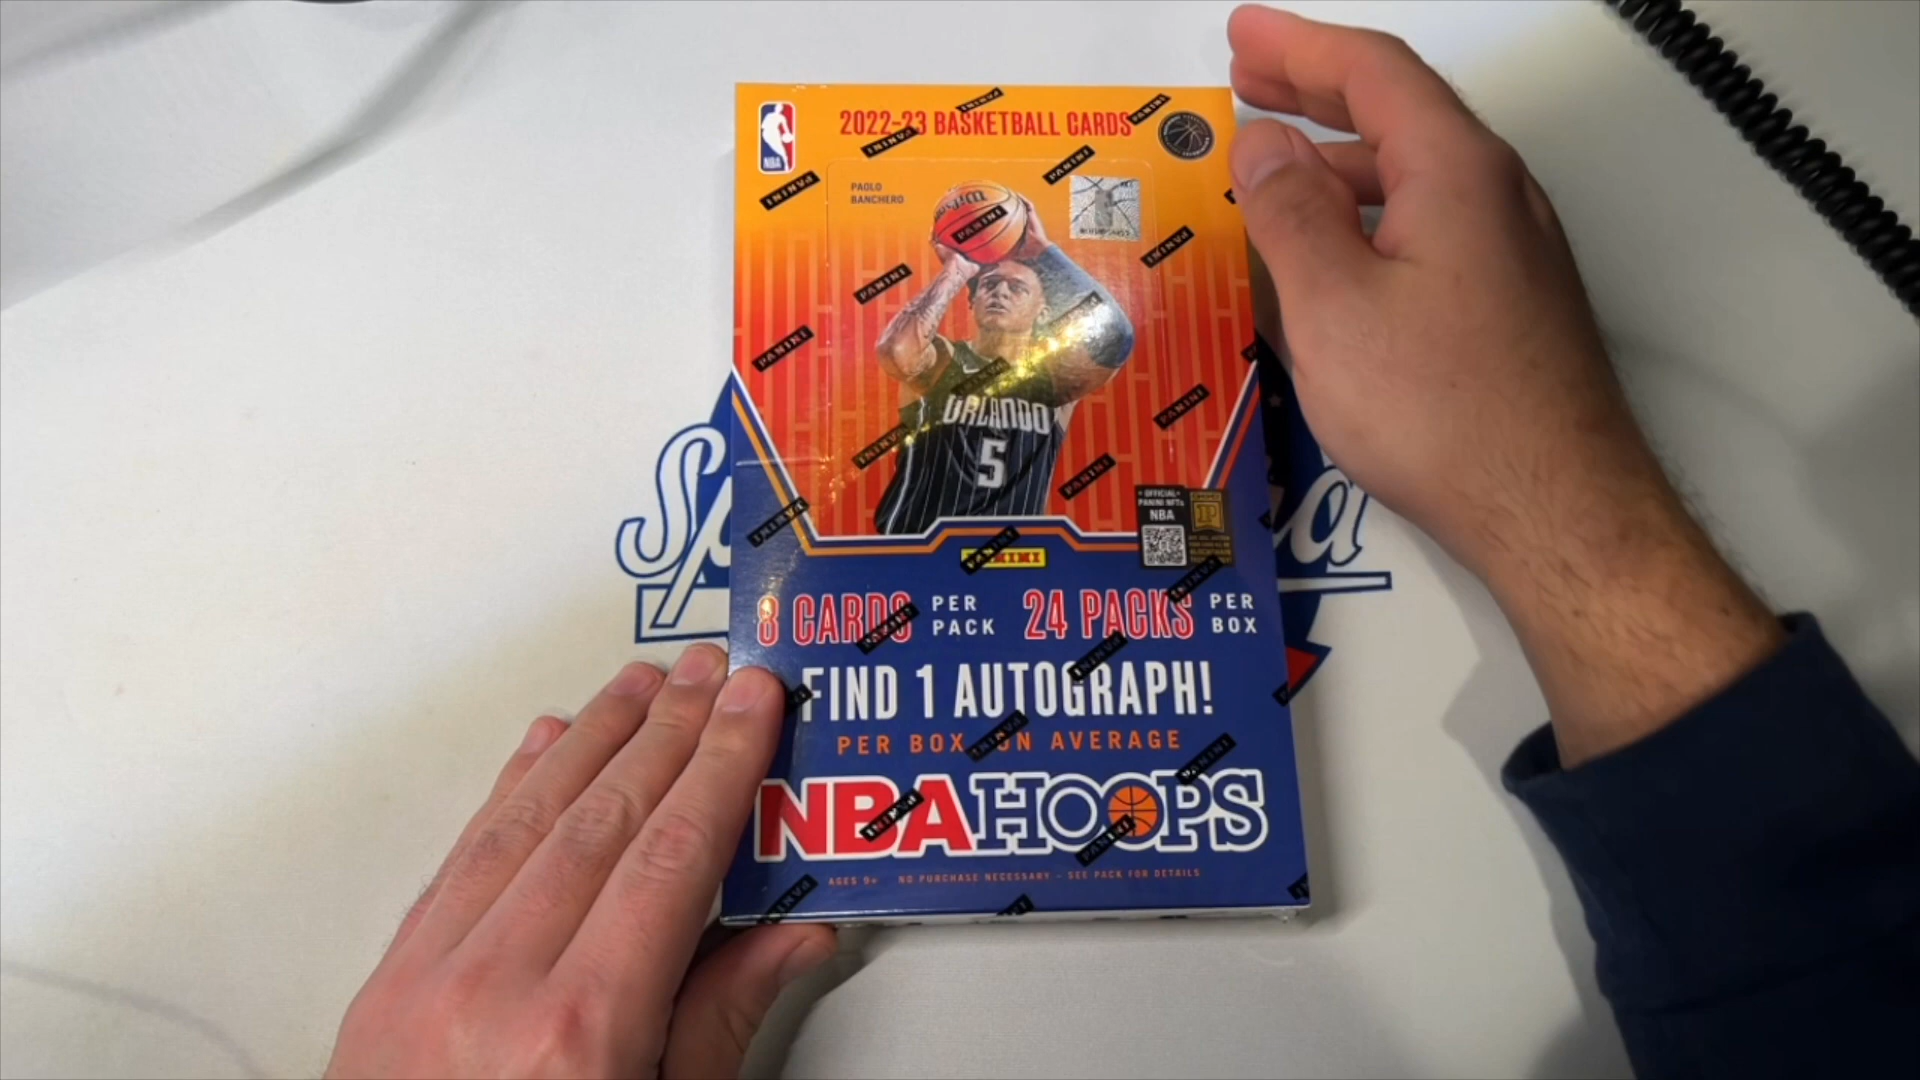 2022-23 BASKETBALL CARDS
NBA
PAOLO
BANCHERO
Wilson
ORLANDO
5
OFFICIAL
PANINI NFTs
NBA
PANINI
8 CARDS PER PACK 24 PACKS PER BOX
FIND 1 AUTOGRAPH!
PER BOX, ON AVERAGE
NBA HOOPS
AGES 9+ NO PURCHASE NECESSARY - SEE PACK FOR DETAILS